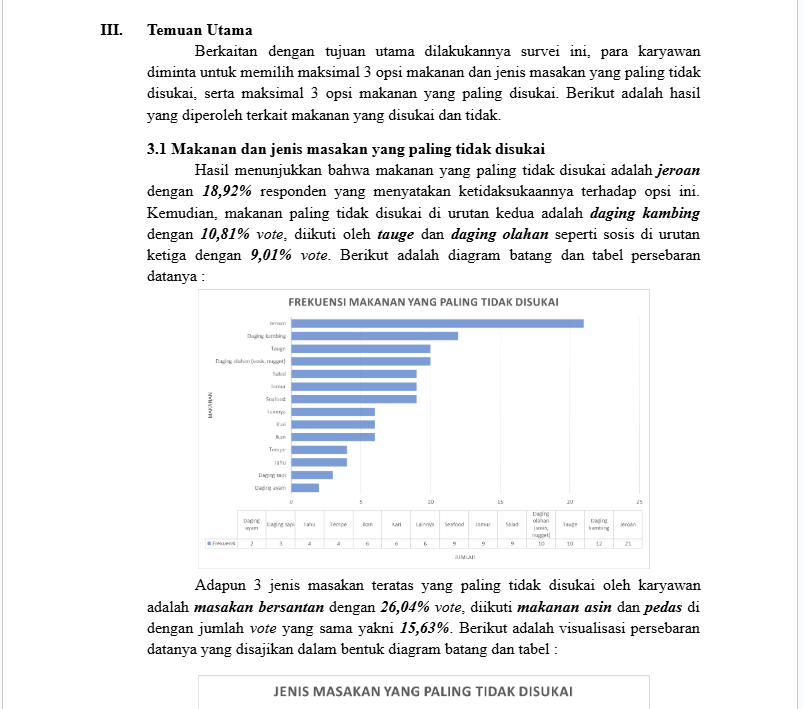 III. Temuan Utama
Berkaitan dengan tujuan utama dilakukannya survei ini, para karyawan
diminta untuk memilih maksimal 3 opsi makanan dan jenis masakan yang paling tidak
disukai, serta maksimal 3 opsi makanan yang paling disukai. Berikut adalah hasil
yang diperoleh terkait makanan yang disukai dan tidak.
3.1 Makanan dan jenis masakan yang paling tidak disukai
Hasil menunjukkan bahwa makanan yang paling tidak disukai adalah jeroan
dengan 18,92% responden yang menyatakan ketidaksukaannya terhadap opsi ini.
Kemudian, makanan paling tidak disukai di urutan kedua adalah daging kambing
dengan 10,81% vote, diikuti oleh tauge dan daging olahan seperti sosis di urutan
ketiga dengan 9,01% vote. Berikut adalah diagram batang dan tabel persebaran
datanya :
FREKUENSI MAKANAN YANG PALING TIDAK DISUKAI
Jeroan
Daging kambing
Tauge
Daging olahan (sosis, nugget)
Salad
Jamur
Seafood
Lainnya
Kari
Ikan
Tempe
Tahu
Daging sapi
Daging ayam
MAKANAN
0 5 10 15 20 25
Daging ayam Daging sapi Tahu Tempe Ikan Kari Lainnya Seafood Jamur Salad Daging olahan (sosis, nugget) Tauge Daging kambing Jeroan
Frekuensi 2 3 4 4 6 6 6 9 9 9 10 10 12 21
JUMLAH
Adapun 3 jenis masakan teratas yang paling tidak disukai oleh karyawan
adalah masakan bersantan dengan 26,04% vote, diikuti makanan asin dan pedas di
dengan jumlah vote yang sama yakni 15,63%. Berikut adalah visualisasi persebaran
datanya yang disajikan dalam bentuk diagram batang dan tabel :
JENIS MASAKAN YANG PALING TIDAK DISUKAI